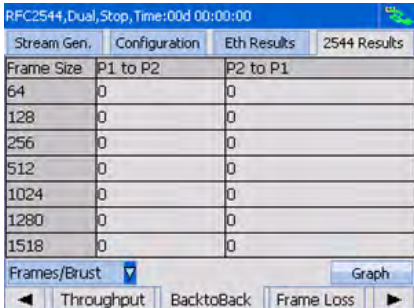 RFC2544,Dual,Stop,Time:00d 00:00:00
Stream Gen. Configuration Eth Results 2544 Results
Frame Size P1 to P2 P2 to P1
64 0 0
128 0 0
256 0 0
512 0 0
1024 0 0
1280 0 0
1518 0 0
Frames/Brust Graph
Throughput BacktoBack Frame Loss